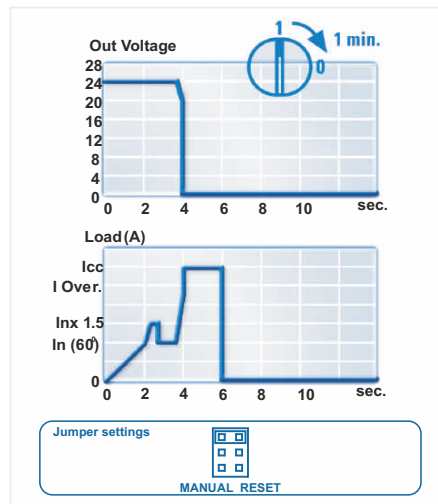 1
Out Voltage
1 min.
0
28
24
20
16
12
8
4
0
0 2 4 6 8 10 sec.
Load (A)
Icc
I Over.
Inx 1.5
In (60°)
0
0 2 4 6 8 10 sec.
Jumper settings
MANUAL RESET